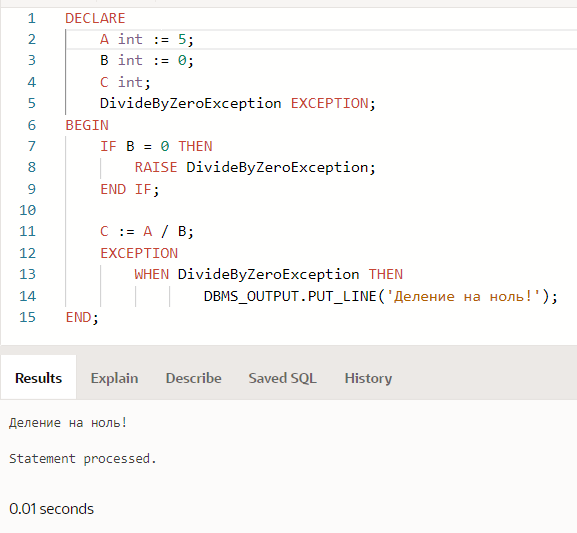 1 DECLARE
2 A int := 5;
3 B int := 0;
4 C int;
5 DivideByZeroException EXCEPTION;
6 BEGIN
7 IF B = 0 THEN
8 RAISE DivideByZeroException;
9 END IF;
10
11 C := A / B;
12 EXCEPTION
13 WHEN DivideByZeroException THEN
14 DBMS_OUTPUT.PUT_LINE('Деление на ноль!');
15 END;
Results Explain Describe Saved SQL History
Деление на ноль!
Statement processed.
0.01 seconds